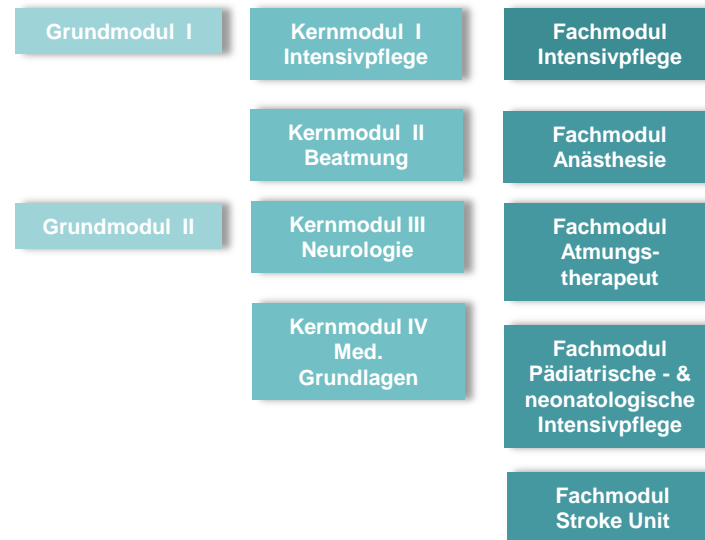 Grundmodul I
Grundmodul II
Kernmodul I
Intensivpflege
Kernmodul II
Beatmung
Kernmodul III
Neurologie
Kernmodul IV
Med.
Grundlagen
Fachmodul
Intensivpflege
Fachmodul
Anästhesie
Fachmodul
Atmungs-
therapeut
Fachmodul
Pädiatrische - &
neonatologische
Intensivpflege
Fachmodul
Stroke Unit